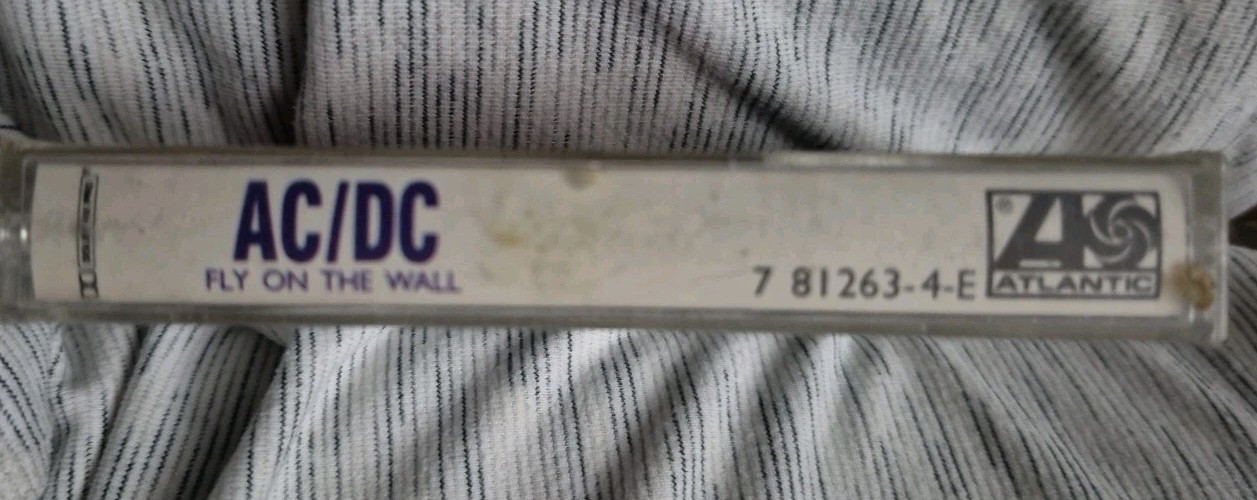 AC/DC
FLY ON THE WALL
7 81263-4-E
®
ATLANTIC